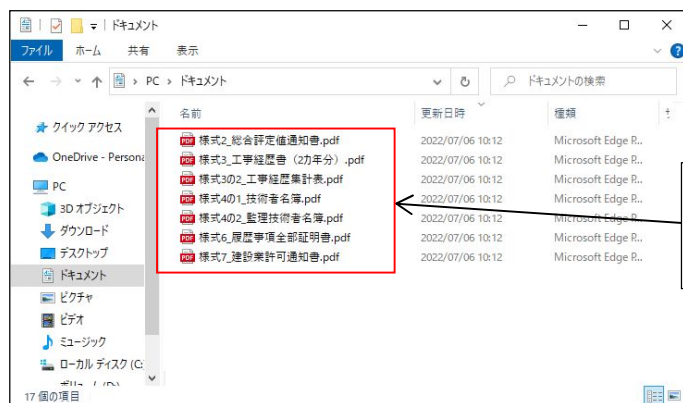 ドキュメント
ファイル ホーム 共有 表示
PC > ドキュメント
ドキュメントの検索
名前 更新日時 種類
クイック アクセス
OneDrive - Persona
PC
3D オブジェクト
ダウンロード
デスクトップ
ドキュメント
ピクチャ
ビデオ
ミュージック
ローカル ディスク (C:
様式2_総合評定値通知書.pdf 2022/07/06 10:12 Microsoft Edge P...
様式3_工事経歴書（2カ年分）.pdf 2022/07/06 10:12 Microsoft Edge P...
様式3の2_工事経歴集計表.pdf 2022/07/06 10:12 Microsoft Edge P...
様式4の1_技術者名簿.pdf 2022/07/06 10:12 Microsoft Edge P...
様式4の2_監理技術者名簿.pdf 2022/07/06 10:12 Microsoft Edge P...
様式6_履歴事項全部証明書.pdf 2022/07/06 10:12 Microsoft Edge P...
様式7_建設業許可通知書.pdf 2022/07/06 10:12 Microsoft Edge P...
17 個の項目